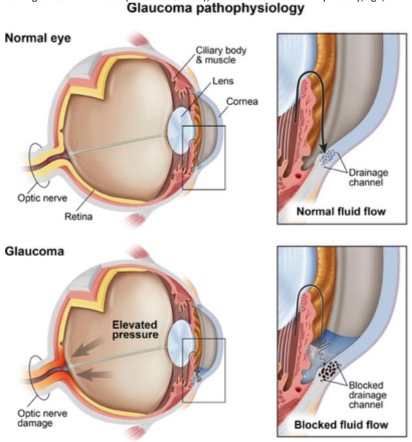 Glaucoma pathophysiology
Normal eye
Ciliary body
& muscle
Lens
Cornea
Optic nerve
Retina
Drainage
channel
Normal fluid flow
Glaucoma
Elevated
pressure
Optic nerve
damage
Blocked
drainage
channel
Blocked fluid flow